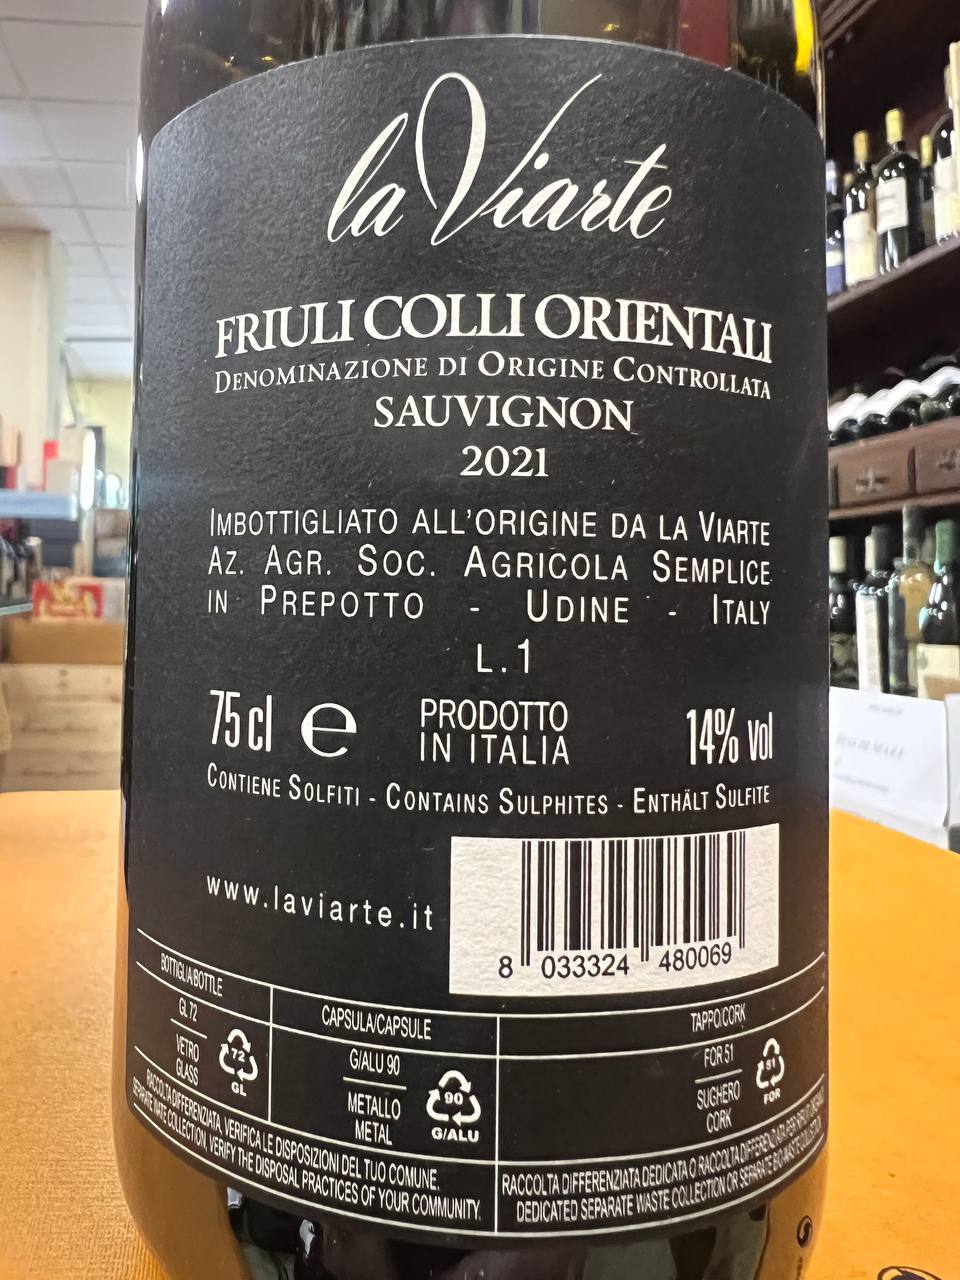 la Viarte
FRIULI COLLI ORIENTALI
DENOMINAZIONE DI ORIGINE CONTROLLATA
SAUVIGNON
2021
IMBOTTIGLIATO ALL'ORIGINE DA LA VIARTE
AZ. AGR. SOC. AGRICOLA SEMPLICE
IN PREPOTTO - UDINE - ITALY
L.1
75 cl e PRODOTTO IN ITALIA 14% vol
CONTIENE SOLFITI - CONTAINS SULPHITES - ENTHÄLT SULFITE
www.laviarte.it
8 033324 480069
BOTTIGLIA/BOTTLE
GL 72
VETRO
GLASS
72
GL
CAPSULA/CAPSULE
G/ALU 90
METALLO
METAL
90
G/ALU
TAPPO/CORK
FOR 51
SUGHERO
CORK
51
FOR
RACCOLTA DIFFERENZIATA, VERIFICA LE DISPOSIZIONI DEL TUO COMUNE.
SEPARATE WATE COLLECTION, VERIFY THE DISPOSAL PRACTICES OF YOUR COMMUNITY.
RACCOLTA DIFFERENZIATA DEDICATA O RACCOLTA DIFFERENZIATA PER
DEDICATED SEPARATE WASTE COLLECTION OR SEPARATE BIO-WASTE